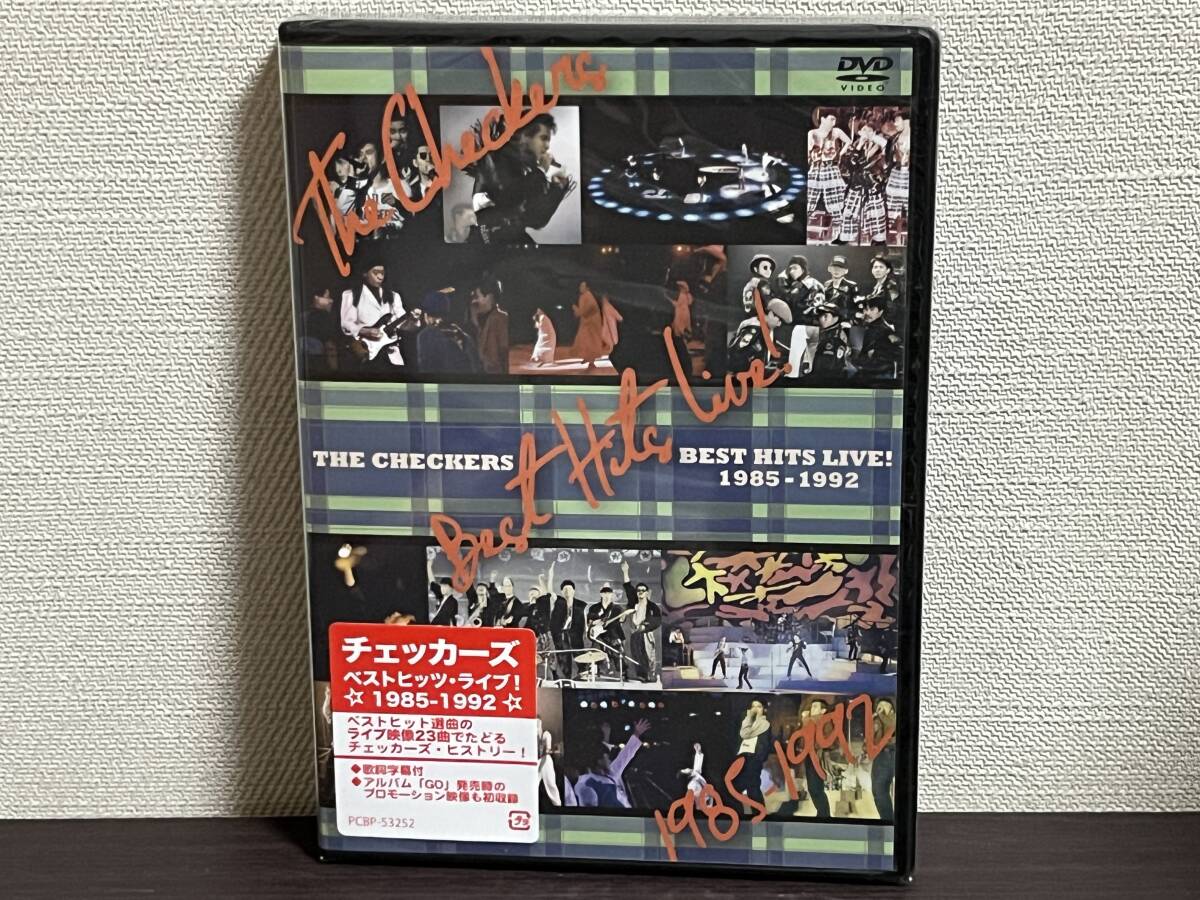 The Checkers
DVD
VIDEO
Best Hits Live!
THE CHECKERS
BEST HITS LIVE!
1985-1992
チェッカーズ
ベストヒッツ・ライブ!
☆ 1985-1992 ☆
ベストヒット選曲の
ライブ映像23曲でたどる
チェッカーズ・ヒストリー!
◆歌詞字幕付
◆アルバム「GO」発売時の
プロモーション映像も初収録
PCBP-53252
1985-1992